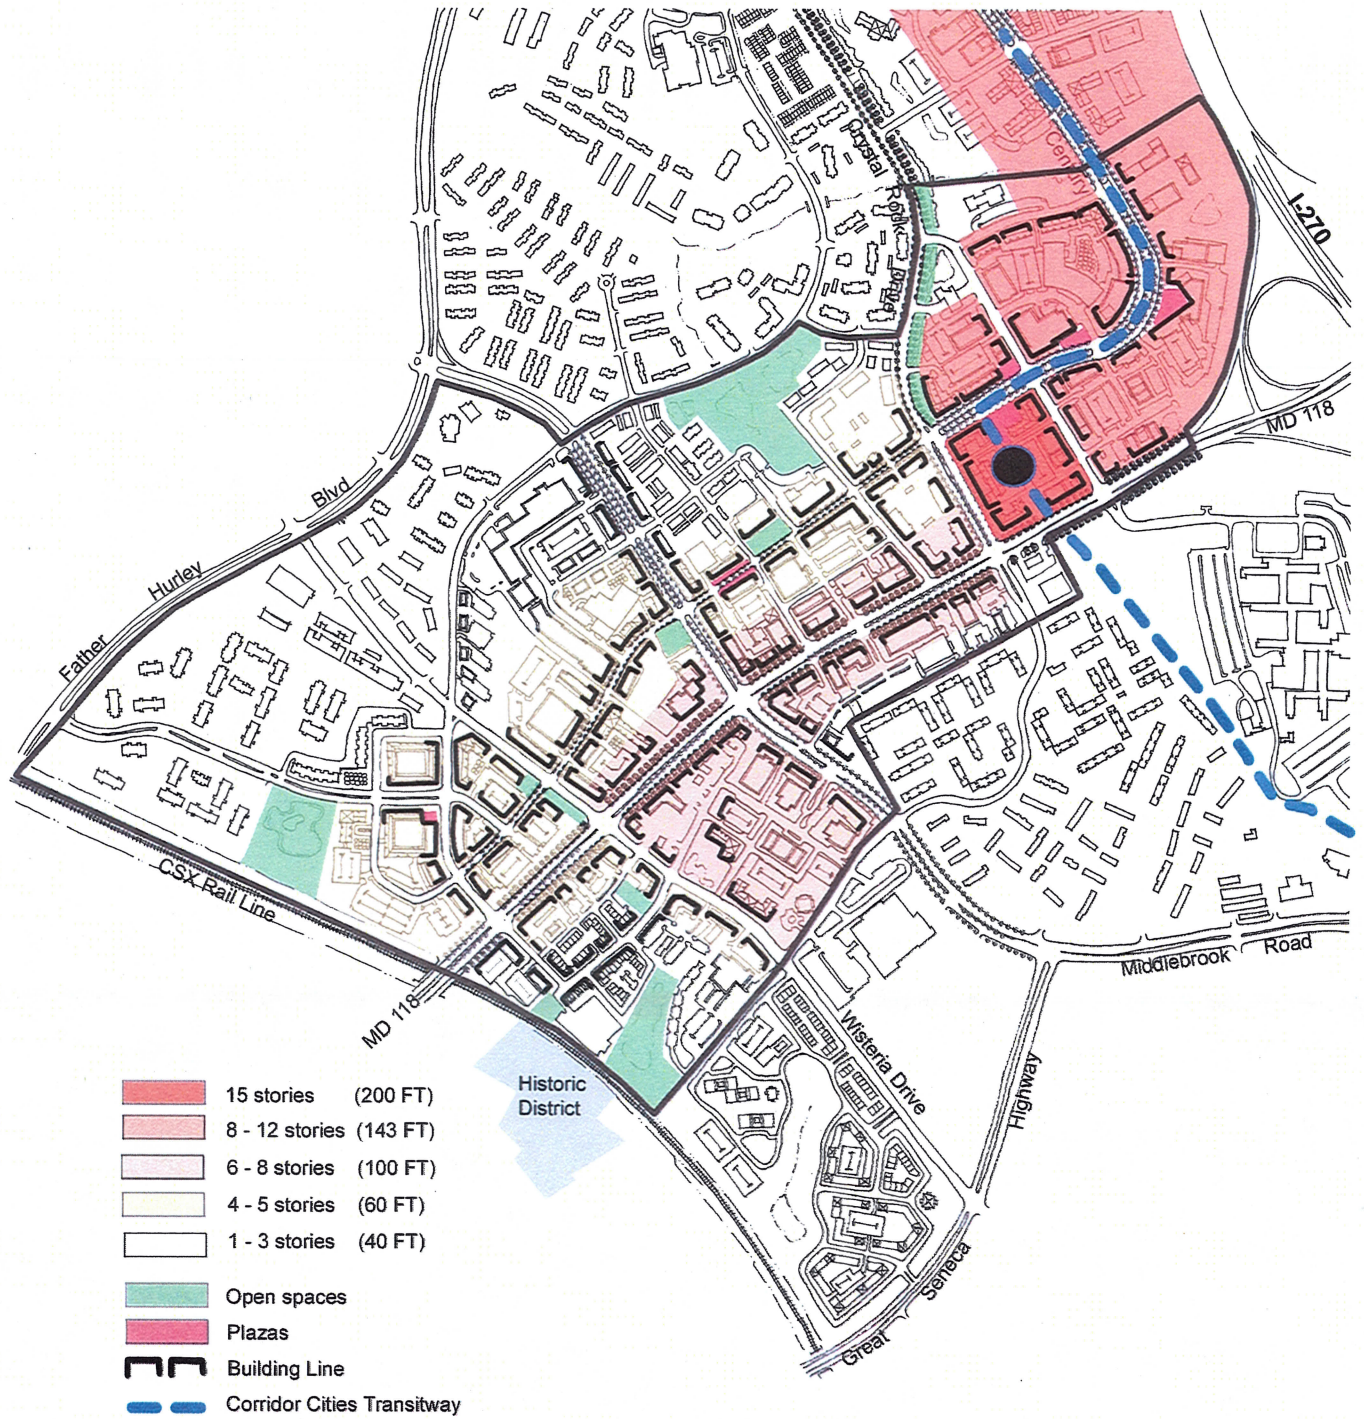 Crystal
Rock
Drive
Century
I-270
MD 118
Blvd
Hurley
Father
CSX Rail Line
MD 118
Middlebrook
Road
Wisteria Drive
Highway
Seneca
Great
Historic
District
15 stories (200 FT)
8 - 12 stories (143 FT)
6 - 8 stories (100 FT)
4 - 5 stories (60 FT)
1 - 3 stories (40 FT)
Open spaces
Plazas
Building Line
Corridor Cities Transitway